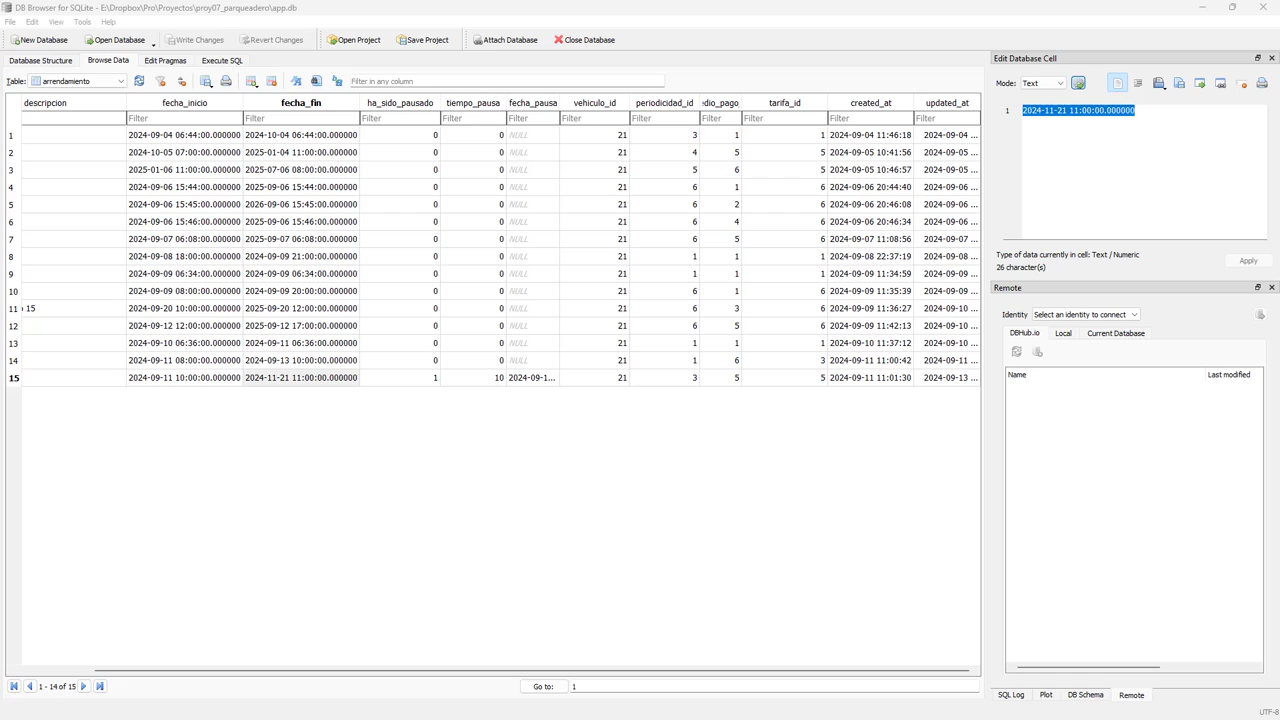 DB Browser for SQLite - E:\Dropbox\Pro\Proyectos\proy07_parqueadero\app.db
File Edit View Tools Help
New Database Open Database Write Changes Revert Changes Open Project Save Project Attach Database Close Database
Database Structure Browse Data Edit Pragmas Execute SQL
Table: arrendamiento Filter in any column
descripcion fecha_inicio fecha_fin ha_sido_pausado tiempo_pausa fecha_pausa vehiculo_id periodicidad_id dio_pago tarifa_id created_at updated_at
Filter Filter Filter Filter Filter Filter Filter Filter Filter Filter Filter
1 2024-09-04 06:44:00.000000 2024-10-04 06:44:00.000000 0 0 NULL 21 3 1 1 2024-09-04 11:46:18 2024-09-04 ...
2 2024-10-05 07:00:00.000000 2025-01-04 11:00:00.000000 0 0 NULL 21 4 5 5 2024-09-05 10:41:56 2024-09-05 ...
3 2025-01-06 11:00:00.000000 2025-07-06 08:00:00.000000 0 0 NULL 21 5 6 5 2024-09-05 10:46:57 2024-09-05 ...
4 2024-09-06 15:44:00.000000 2025-09-06 15:44:00.000000 0 0 NULL 21 6 1 6 2024-09-06 20:44:40 2024-09-06 ...
5 2026-09-06 15:45:00.000000 2026-09-06 15:45:00.000000 0 0 NULL 21 6 2 6 2024-09-06 20:46:08 2024-09-06 ...
6 2024-09-06 15:46:00.000000 2025-09-06 15:46:00.000000 0 0 NULL 21 6 4 6 2024-09-06 20:46:34 2024-09-06 ...
7 2024-09-07 06:08:00.000000 2025-09-07 06:08:00.000000 0 0 NULL 21 6 5 6 2024-09-07 11:08:56 2024-09-07 ...
8 2024-09-08 18:00:00.000000 2024-09-09 21:00:00.000000 0 0 NULL 21 1 1 1 2024-09-08 22:37:19 2024-09-08 ...
9 2024-09-09 06:34:00.000000 2024-09-09 06:34:00.000000 0 0 NULL 21 1 1 1 2024-09-09 11:34:59 2024-09-09 ...
10 2024-09-09 08:00:00.000000 2024-09-09 20:00:00.000000 0 0 NULL 21 6 1 6 2024-09-09 11:35:39 2024-09-09 ...
11 15 2024-09-20 10:00:00.000000 2025-09-20 12:00:00.000000 0 0 NULL 21 6 3 6 2024-09-09 11:36:27 2024-09-10 ...
12 2024-09-12 12:00:00.000000 2025-09-12 17:00:00.000000 0 0 NULL 21 6 5 6 2024-09-09 11:42:13 2024-09-10 ...
13 2024-09-10 06:36:00.000000 2024-09-11 06:36:00.000000 0 0 NULL 21 1 1 1 2024-09-10 11:37:12 2024-09-10 ...
14 2024-09-11 08:00:00.000000 2024-09-13 10:00:00.000000 0 0 NULL 21 1 6 3 2024-09-11 11:00:42 2024-09-11 ...
15 2024-09-11 10:00:00.000000 2024-11-21 11:00:00.000000 1 10 2024-09-1... 21 3 5 5 2024-09-11 11:01:30 2024-09-13 ...
1 - 14 of 15 Go to: 1
Edit Database Cell
Mode: Text
1 2024-11-21 11:00:00.000000
Type of data currently in cell: Text / Numeric
26 character(s)
Apply
Remote
Identity Select an identity to connect
DBHub.io Local Current Database
Name Last modified
SQL Log Plot DB Schema Remote
UTF-8